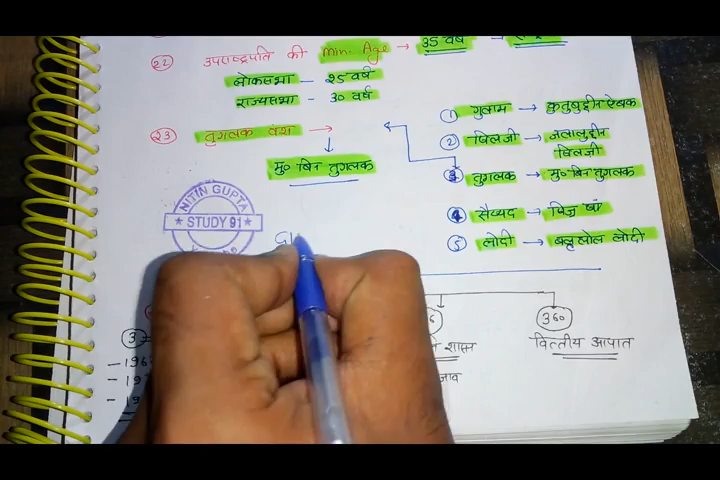 22 उपराष्ट्रपति की min. Age → 35 वर्ष →
लोकसभा — 25 वर्ष
राज्यसभा - 30 वर्ष
23 तुगलक वंश →
मु० बिन तुगलक
1 गुलाम → कुतुबुद्दीन ऐबक
2 खिलजी → जलालुद्दीन
खिलजी
3 तुगलक → मु० बिन तुगलक
4 सैय्यद → खिज्र खाँ
5 लोदी → बहलोल लोदी
NITIN GUPTA
★ STUDY 91 ★
360
वित्तीय आपात
3